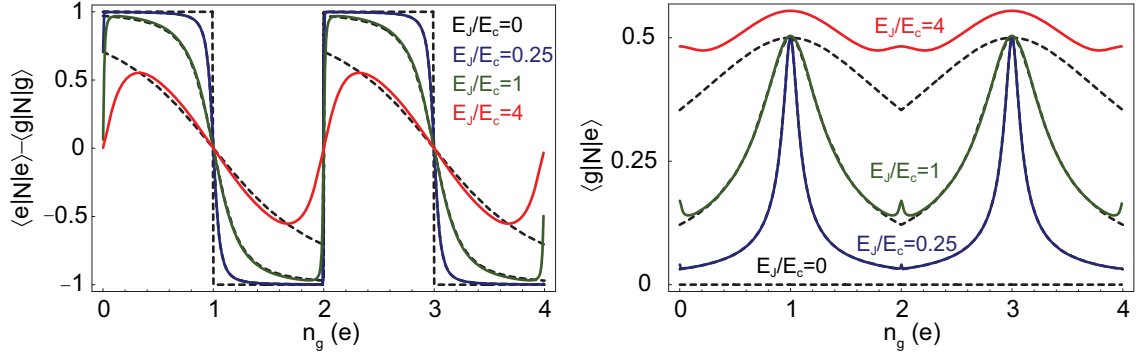 ⟨e|N|e⟩−⟨g|N|g⟩
1
0.5
0
−0.5
−1
E_J/E_c=0
E_J/E_c=0.25
E_J/E_c=1
E_J/E_c=4
0 1 2 3 4
n_g (e)
⟨g|N|e⟩
0.5
0.25
0
E_J/E_c=4
E_J/E_c=1
E_J/E_c=0.25
E_J/E_c=0
0 1 2 3 4
n_g (e)